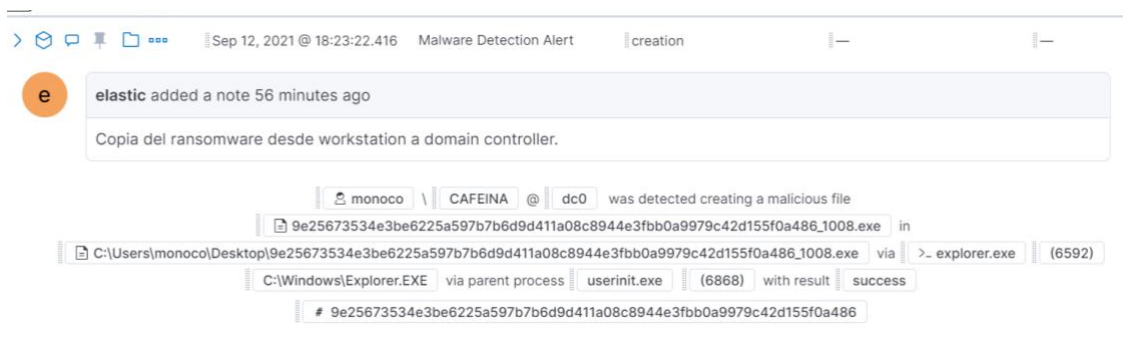 Sep 12, 2021 @ 18:23:22.416 Malware Detection Alert creation — —
e
elastic added a note 56 minutes ago
Copia del ransomware desde workstation a domain controller.
monoco \ CAFEINA @ dc0 was detected creating a malicious file
9e25673534e3be6225a597b7b6d9d411a08c8944e3fbb0a9979c42d155f0a486_1008.exe in
C:\Users\monoco\Desktop\9e25673534e3be6225a597b7b6d9d411a08c8944e3fbb0a9979c42d155f0a486_1008.exe via >_ explorer.exe (6592)
C:\Windows\Explorer.EXE via parent process userinit.exe (6868) with result success
# 9e25673534e3be6225a597b7b6d9d411a08c8944e3fbb0a9979c42d155f0a486